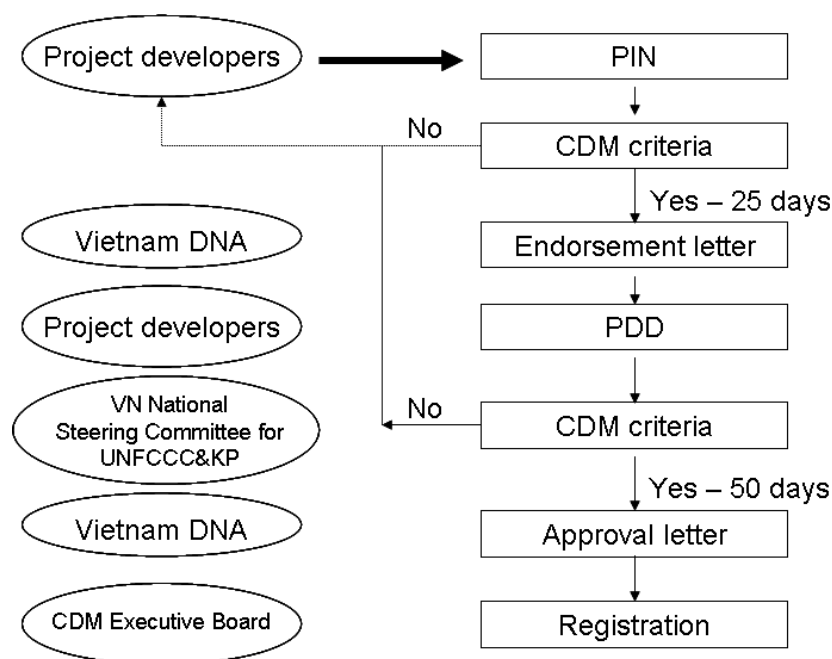 Project developers
PIN
No
CDM criteria
Yes – 25 days
Vietnam DNA
Endorsement letter
Project developers
PDD
VN National
Steering Committee for
UNFCCC&KP
No
CDM criteria
Yes – 50 days
Vietnam DNA
Approval letter
CDM Executive Board
Registration